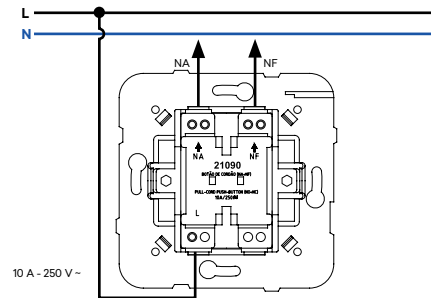 L
N
NA NF
NA NF
21090
BOTÃO DE CORDÃO (NA-NF)
PULL-CORD PUSH-BUTTON (NO-NC)
10A/250W
L
10 A - 250 V ~